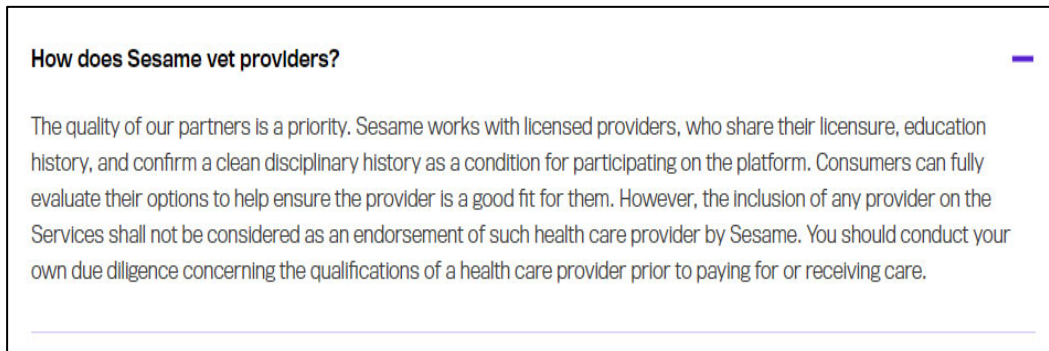 How does Sesame vet providers?
The quality of our partners is a priority. Sesame works with licensed providers, who share their licensure, education
history, and confirm a clean disciplinary history as a condition for participating on the platform. Consumers can fully
evaluate their options to help ensure the provider is a good fit for them. However, the inclusion of any provider on the
Services shall not be considered as an endorsement of such health care provider by Sesame. You should conduct your
own due diligence concerning the qualifications of a health care provider prior to paying for or receiving care.